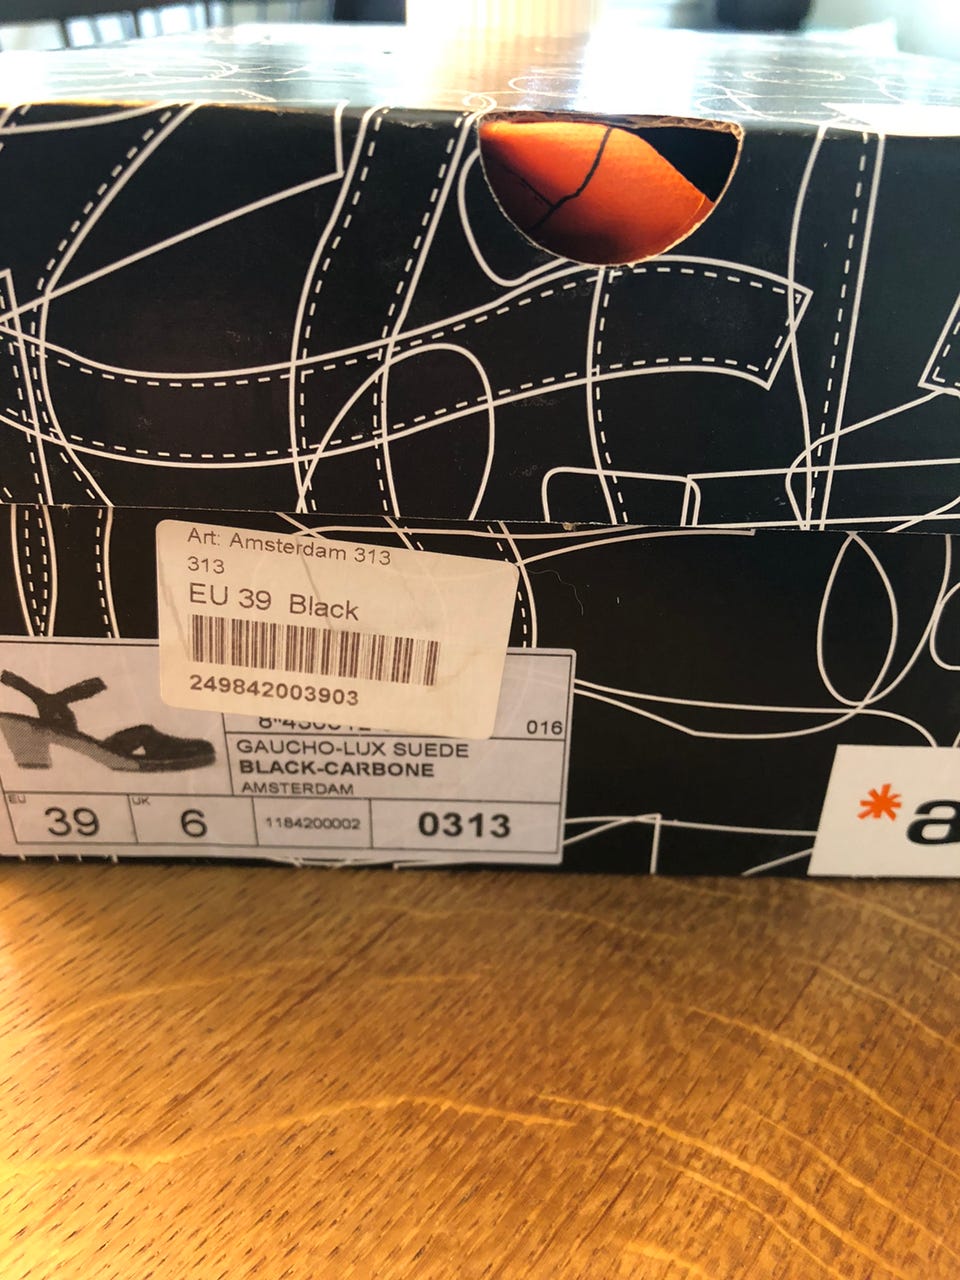 Art: Amsterdam 313
313
EU 39 Black
249842003903
016
GAUCHO-LUX SUEDE
BLACK-CARBONE
AMSTERDAM
EU 39 UK 6 1184200002 0313
*a